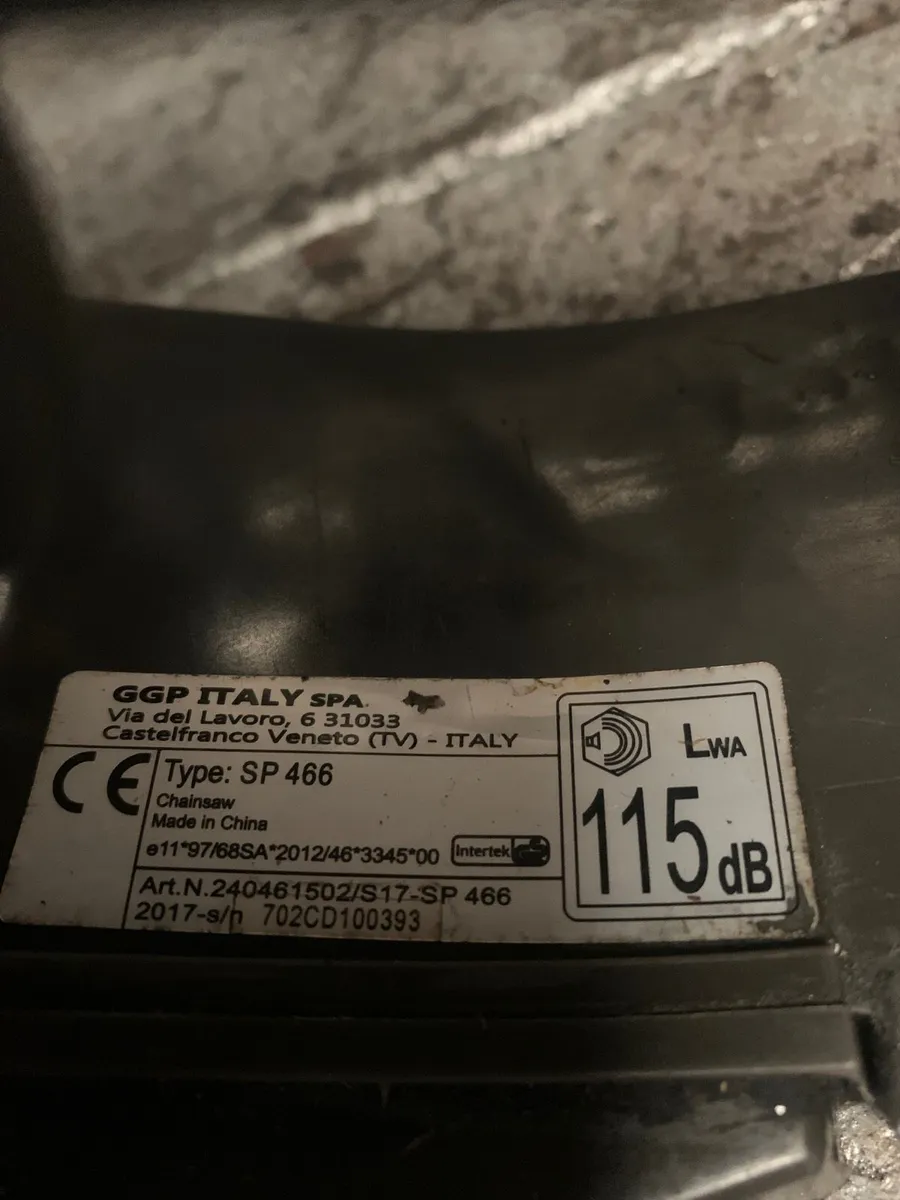 GGP ITALY SPA
Via del Lavoro, 6 31033
Castelfranco Veneto (TV) - ITALY
CE
Type: SP 466
Chainsaw
Made in China
e11*97/68SA*2012/46*3345*00
Intertek
Art.N.240461502/S17-SP 466
2017-s/n 702CD100393
LWA
115 dB